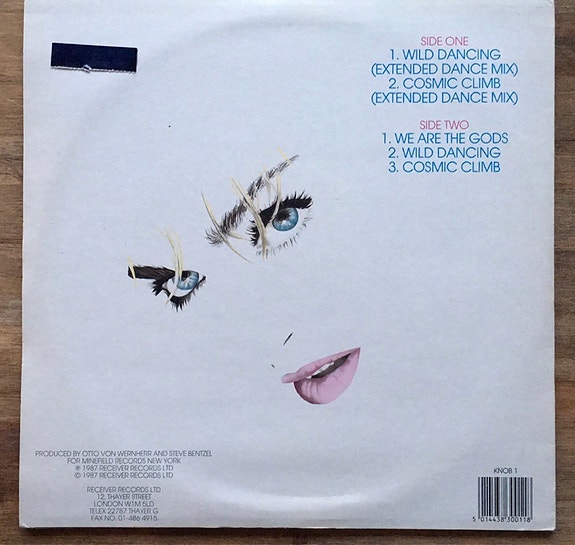 SIDE ONE
1. WILD DANCING
(EXTENDED DANCE MIX)
2. COSMIC CLIMB
(EXTENDED DANCE MIX)
SIDE TWO
1. WE ARE THE GODS
2. WILD DANCING
3. COSMIC CLIMB
PRODUCED BY OTTO VON WERNHERR AND STEVE BENTZEL
FOR MINEFIELD RECORDS NEW YORK
℗ 1987 RECEIVER RECORDS LTD
© 1987 RECEIVER RECORDS LTD
RECEIVER RECORDS LTD
12, THAYER STREET
LONDON W1M 5LD
TELEX 22787 THAYER G
FAX NO: 01-486 4915
KNOB 1
5 014438 300118